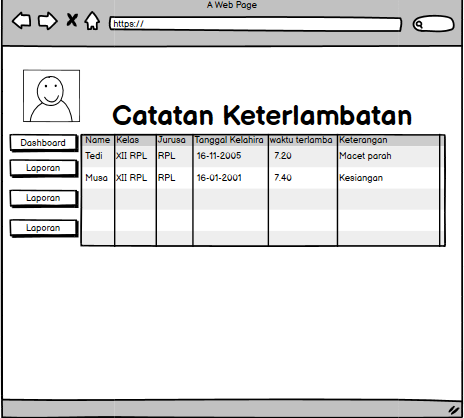 A Web Page
https://
Catatan Keterlambatan
Dashboard
Laporan
Laporan
Laporan
Name Kelas Jurusa Tanggal Kelahira waktu terlamba Keterangan
Tedi XII RPL RPL 16-11-2005 7.20 Macet parah
Musa XII RPL RPL 16-01-2001 7.40 Kesiangan